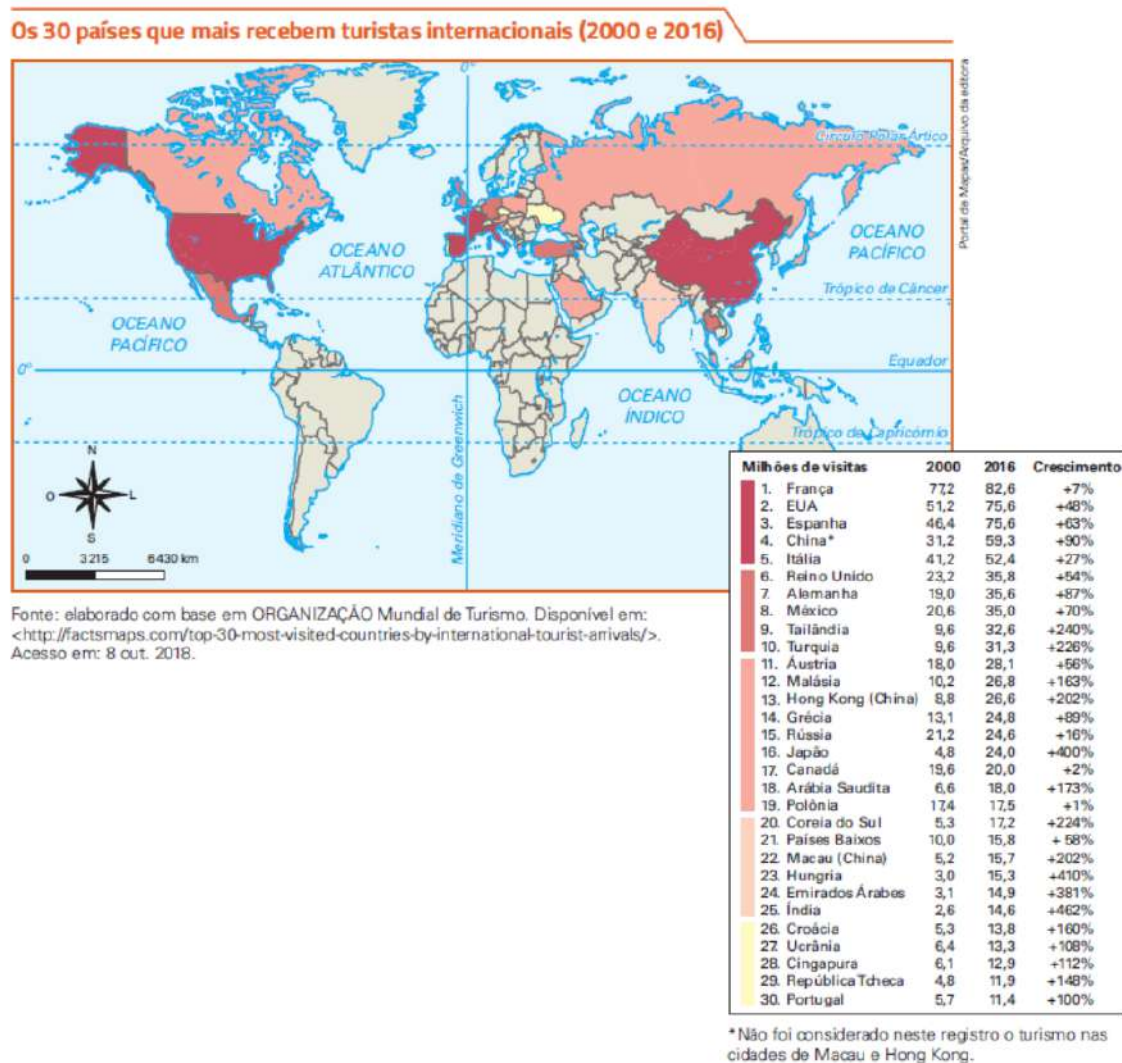 Os 30 países que mais recebem turistas internacionais (2000 e 2016)
Portal de Mapas/Arquivo da editora
0°
Círculo Polar Ártico
OCEANO
ATLÂNTICO
OCEANO
PACÍFICO
Trópico de Câncer
OCEANO
PACÍFICO
Equador
0°
OCEANO
ÍNDICO
Meridiano de Greenwich
Trópico de Capricórnio
N
O
L
S
0 3 215 6 430 km
Milhões de visitas 2000 2016 Crescimento
1. França 77,2 82,6 +7%
2. EUA 51,2 75,6 +48%
3. Espanha 46,4 75,6 +63%
4. China* 31,2 59,3 +90%
5. Itália 41,2 52,4 +27%
6. Reino Unido 23,2 35,8 +54%
7. Alemanha 19,0 35,6 +87%
8. México 20,6 35,0 +70%
9. Tailândia 9,6 32,6 +240%
10. Turquia 9,6 31,3 +226%
11. Áustria 18,0 28,1 +56%
12. Malásia 10,2 26,8 +163%
13. Hong Kong (China) 8,8 26,6 +202%
14. Grécia 13,1 24,8 +89%
15. Rússia 21,2 24,6 +16%
16. Japão 4,8 24,0 +400%
17. Canadá 19,6 20,0 +2%
18. Arábia Saudita 6,6 18,0 +173%
19. Polônia 17,4 17,5 +1%
20. Coreia do Sul 5,3 17,2 +224%
21. Países Baixos 10,0 15,8 + 58%
22. Macau (China) 5,2 15,7 +202%
23. Hungria 3,0 15,3 +410%
24. Emirados Árabes 3,1 14,9 +381%
25. Índia 2,6 14,6 +462%
26. Croácia 5,3 13,8 +160%
27. Ucrânia 6,4 13,3 +108%
28. Cingapura 6,1 12,9 +112%
29. República Tcheca 4,8 11,9 +148%
30. Portugal 5,7 11,4 +100%
*Não foi considerado neste registro o turismo nas
cidades de Macau e Hong Kong.
Fonte: elaborado com base em ORGANIZAÇÃO Mundial de Turismo. Disponível em:
<http://factsmaps.com/top-30-most-visited-countries-by-international-tourist-arrivals/>.
Acesso em: 8 out. 2018.